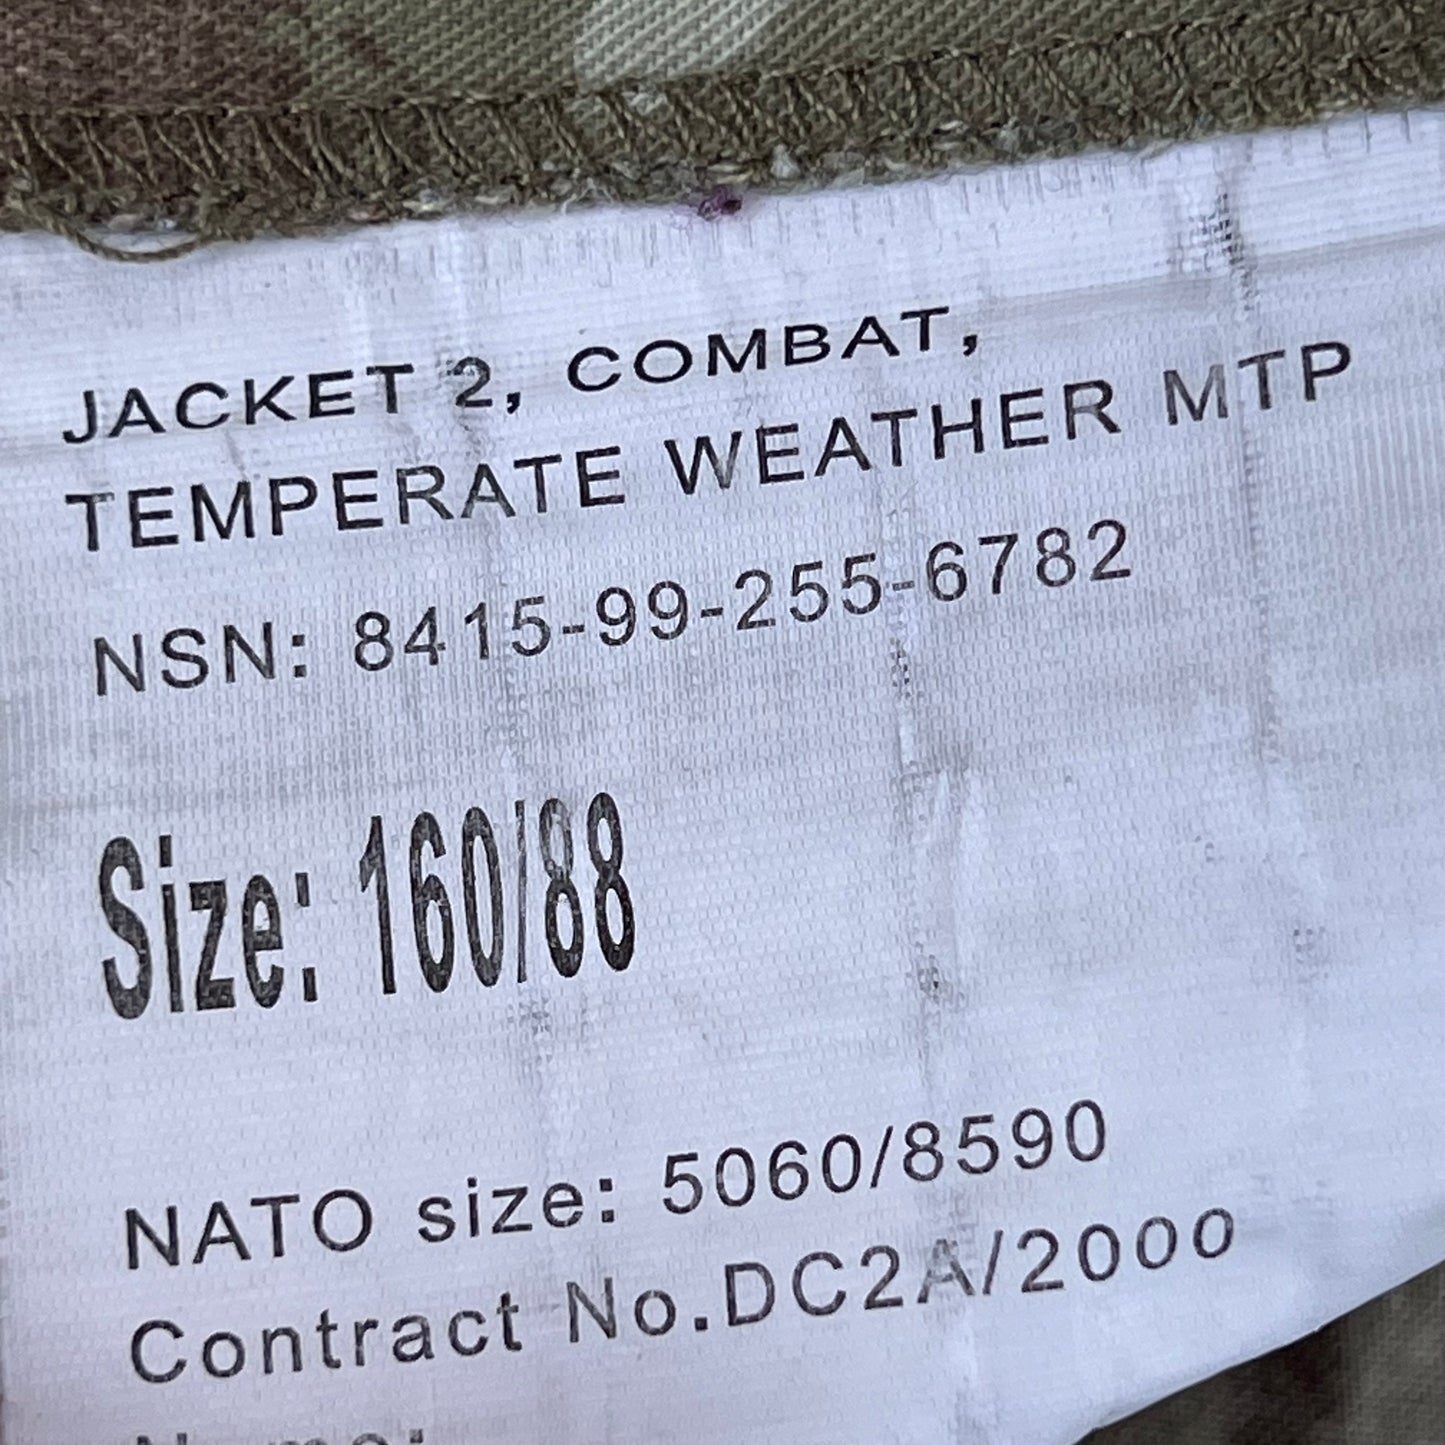 JACKET 2, COMBAT,
TEMPERATE WEATHER MTP
NSN: 8415-99-255-6782
Size: 160/88
NATO size: 5060/8590
Contract No.DC2A/2000